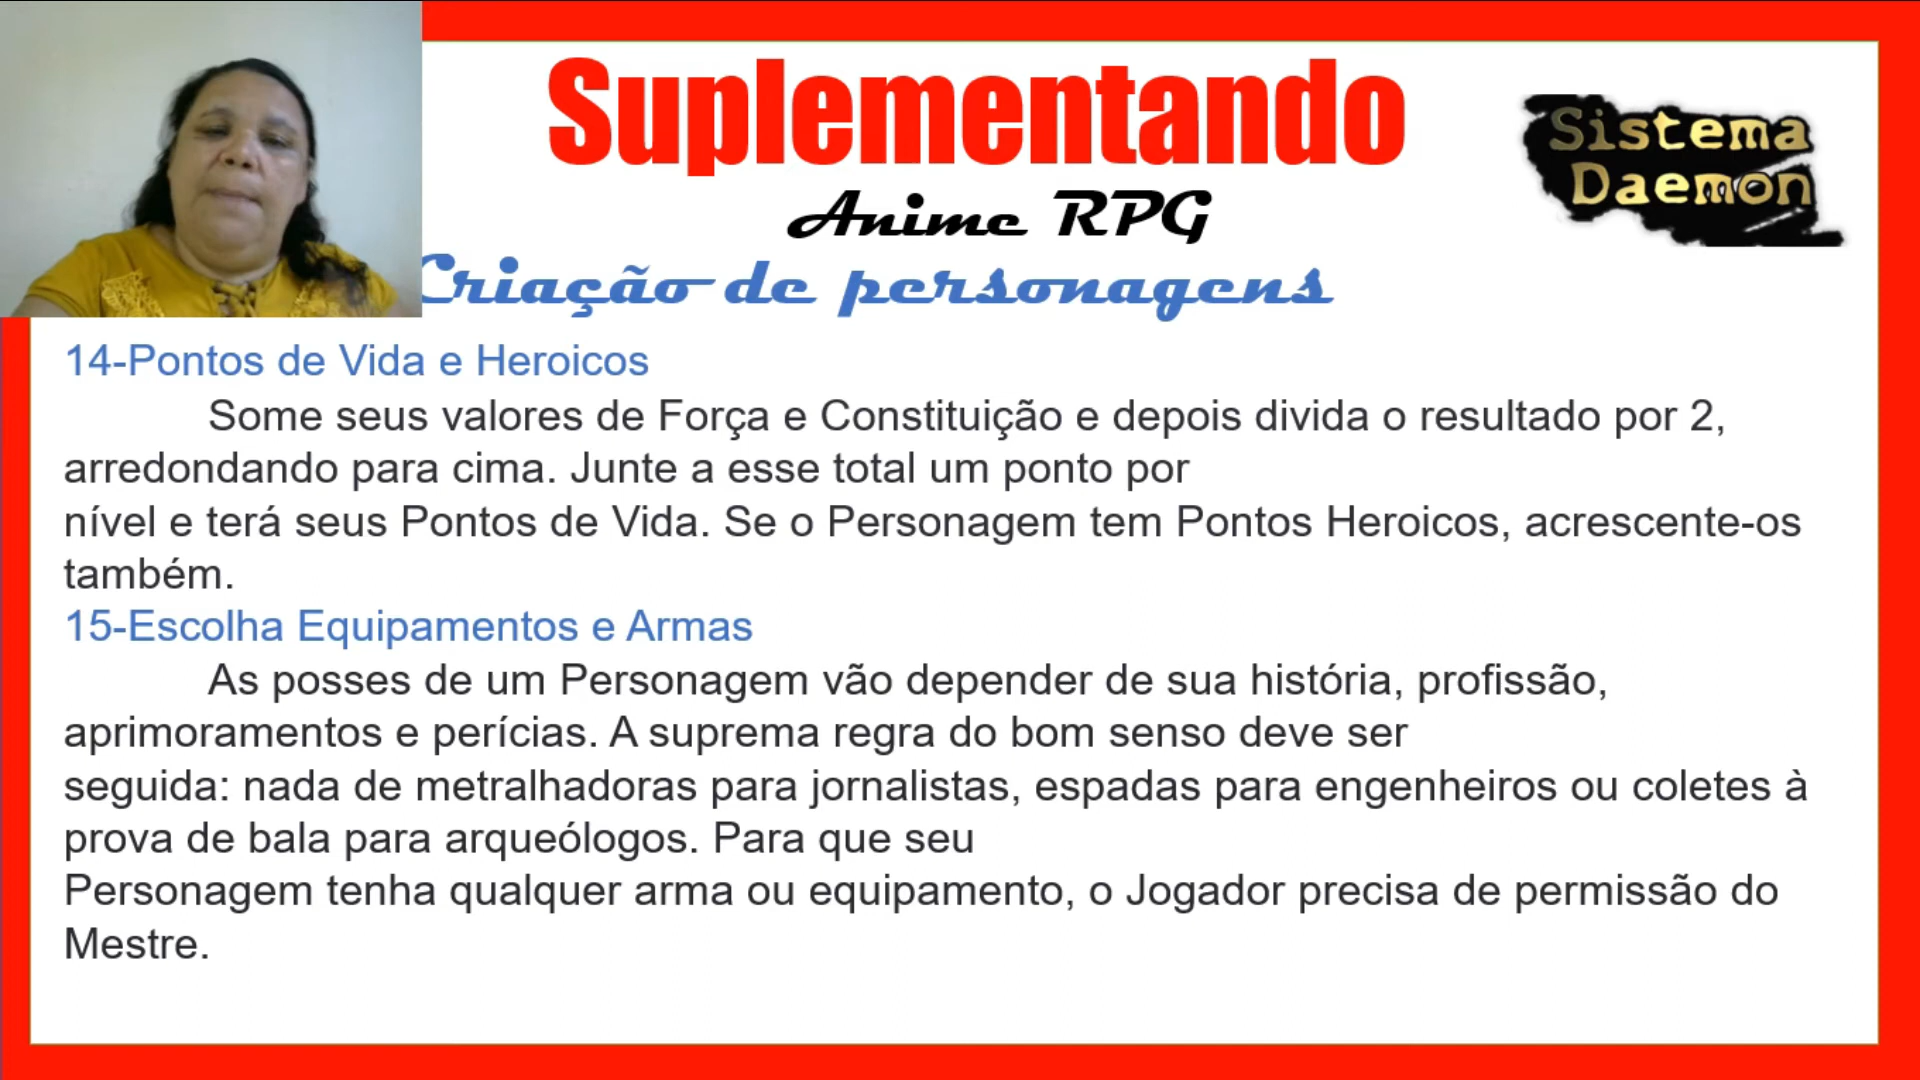 Suplementando
Sistema
Daemon
Anime RPG
Criação de personagens
14-Pontos de Vida e Heroicos
Some seus valores de Força e Constituição e depois divida o resultado por 2,
arredondando para cima. Junte a esse total um ponto por
nível e terá seus Pontos de Vida. Se o Personagem tem Pontos Heroicos, acrescente-os
também.
15-Escolha Equipamentos e Armas
As posses de um Personagem vão depender de sua história, profissão,
aprimoramentos e perícias. A suprema regra do bom senso deve ser
seguida: nada de metralhadoras para jornalistas, espadas para engenheiros ou coletes à
prova de bala para arqueólogos. Para que seu
Personagem tenha qualquer arma ou equipamento, o Jogador precisa de permissão do
Mestre.